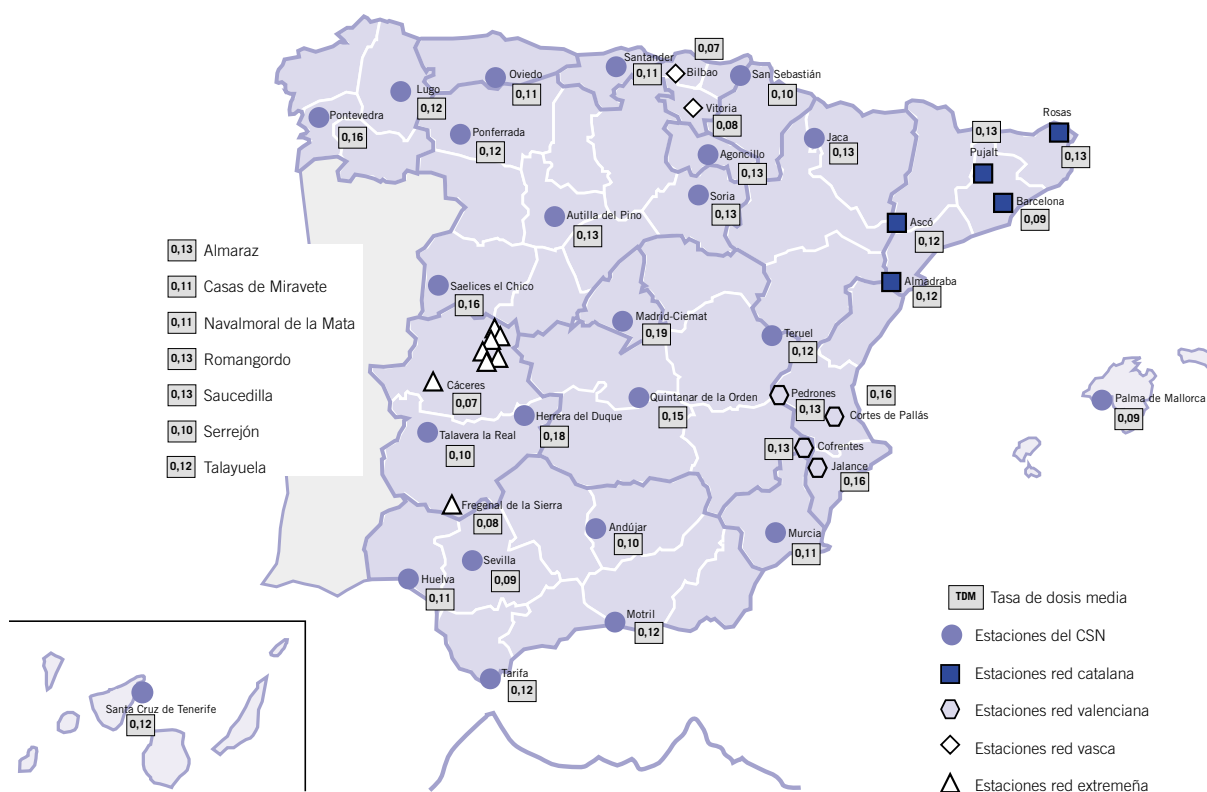 0,07
Santander
0,11
Bilbao
Oviedo
0,11
San Sebastián
0,10
Lugo
0,12
Pontevedra
0,16
Vitoria
0,08
Ponferrada
0,12
Agoncillo
0,13
Jaca
0,13
Rosas
0,13
0,13
Pujalt
Soria
0,13
Barcelona
0,09
Autilla del Pino
0,13
Ascó
0,12
0,13 Almaraz
0,11 Casas de Miravete
0,11 Navalmoral de la Mata
0,13 Romangordo
0,13 Saucedilla
0,10 Serrejón
0,12 Talayuela
Saelices el Chico
0,16
Almadraba
0,12
Madrid-Ciemat
0,19
Teruel
0,12
Cáceres
0,07
Quintanar de la Orden
0,15
Pedrones
0,13
0,16
Cortes de Pallás
Palma de Mallorca
0,09
Herrera del Duque
0,18
Talavera la Real
0,10
0,13
Cofrentes
Jalance
0,16
Fregenal de la Sierra
0,08
Andújar
0,10
Murcia
0,11
Sevilla
0,09
Huelva
0,11
Motril
0,12
Tarifa
0,12
Santa Cruz de Tenerife
0,12
TDM Tasa de dosis media
Estaciones del CSN
Estaciones red catalana
Estaciones red valenciana
Estaciones red vasca
Estaciones red extremeña